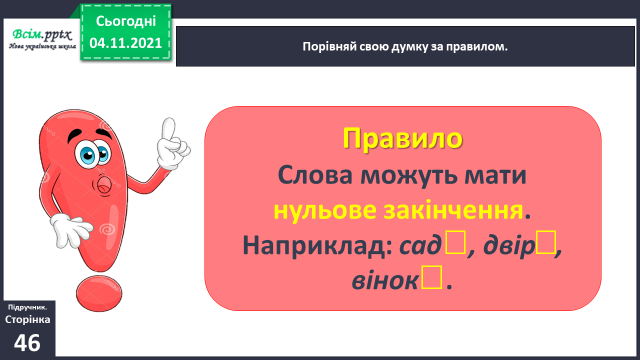 Всім.pptx
Нова українська школа
Сьогодні
04.11.2021
Порівняй свою думку за правилом.
Правило
Слова можуть мати
нульове закінчення.
Наприклад: сад□, двір□,
вінок□.
Підручник.
Сторінка
46